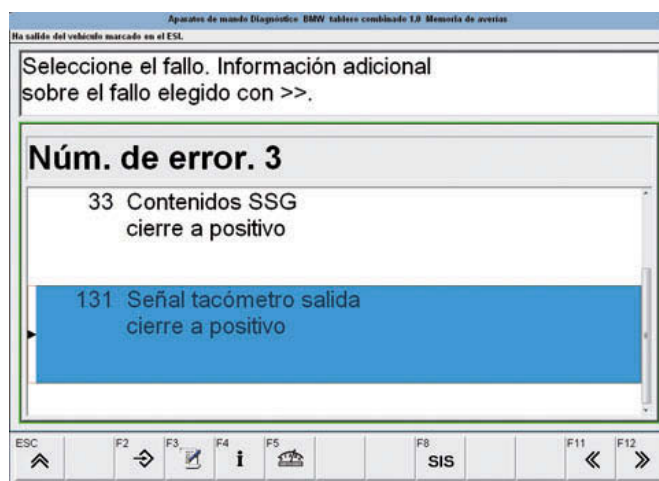 Aparatos de mando Diagnóstico BMW tablero combinado 1.0 Memoria de averías
Ha salido del vehículo marcado en el ESI.
Seleccione el fallo. Información adicional
sobre el fallo elegido con >>.
Núm. de error. 3
33 Contenidos SSG
cierre a positivo
131 Señal tacómetro salida
cierre a positivo
ESC F2 F3 F4 i F5 F8 SIS F11 F12